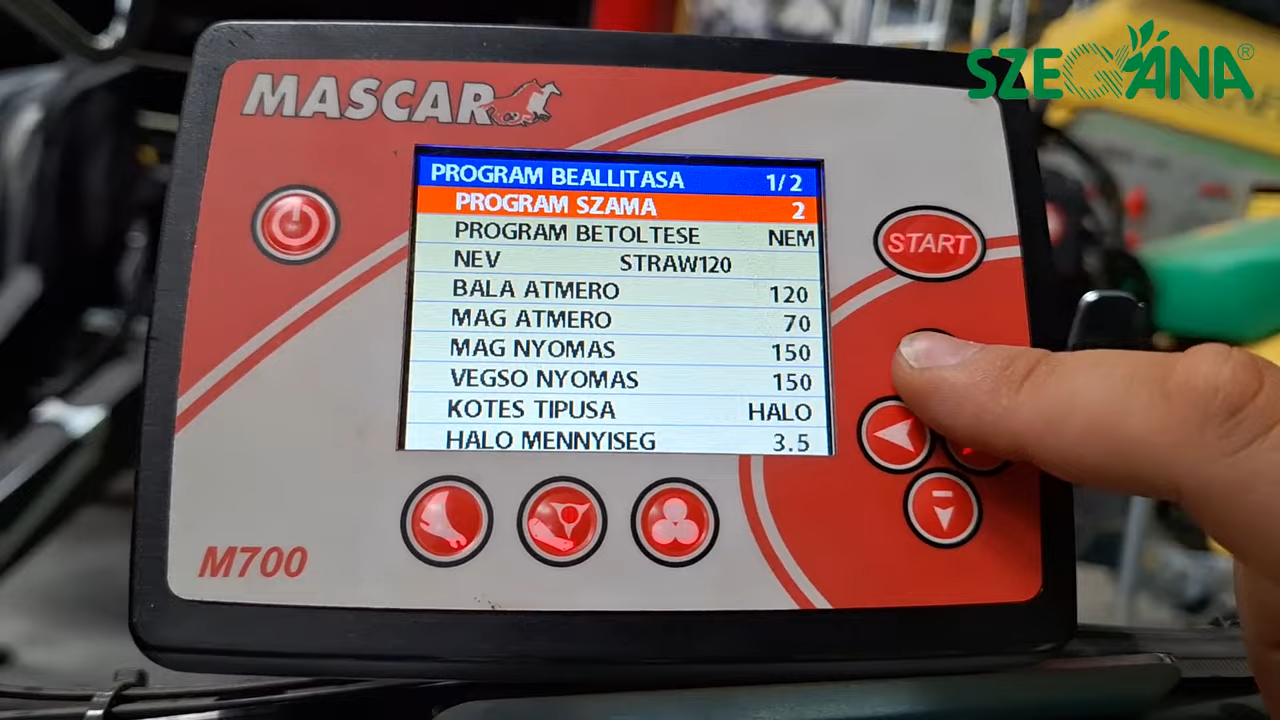 SZEGÁNA®
MASCAR
PROGRAM BEALLITASA 1/2
PROGRAM SZAMA 2
PROGRAM BETOLTESE NEM
NEV STRAW120
BALA ATMERO 120
MAG ATMERO 70
MAG NYOMAS 150
VEGSO NYOMAS 150
KOTES TIPUSA HALO
HALO MENNYISEG 3.5
START
M700